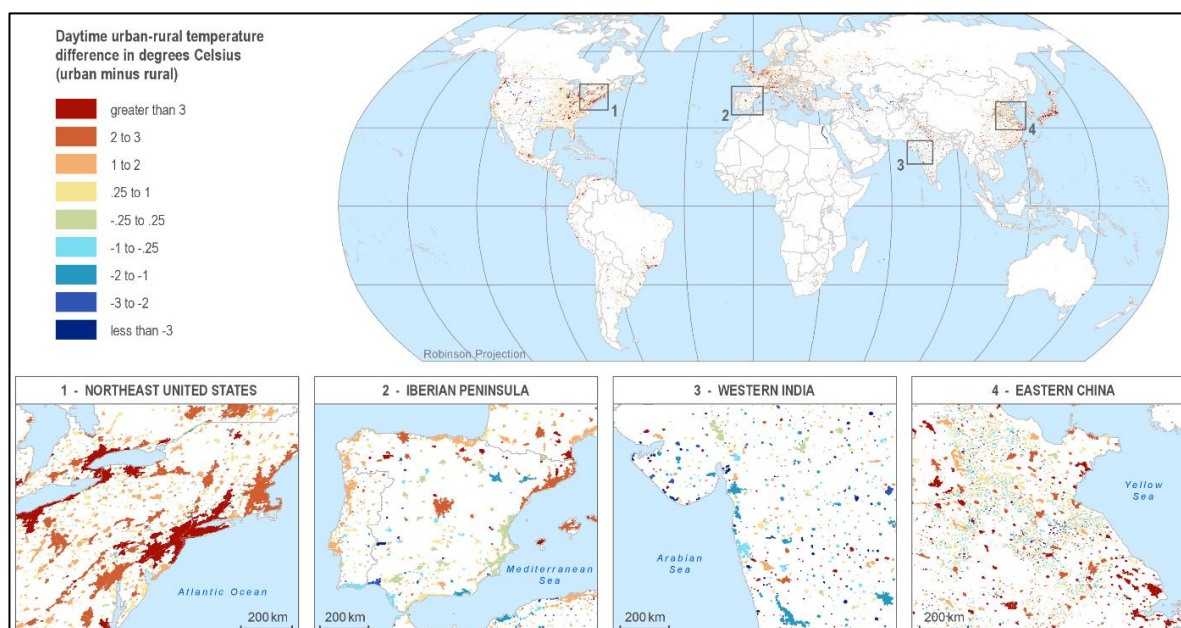 Daytime urban-rural temperature
difference in degrees Celsius
(urban minus rural)
greater than 3
2 to 3
1 to 2
.25 to 1
-.25 to .25
-1 to -.25
-2 to -1
-3 to -2
less than -3
1
2
3
4
Robinson Projection
1 - NORTHEAST UNITED STATES
Atlantic Ocean
200 km
2 - IBERIAN PENINSULA
Mediterranean
Sea
200 km
3 - WESTERN INDIA
Arabian
Sea
200 km
4 - EASTERN CHINA
Yellow
Sea
200 km